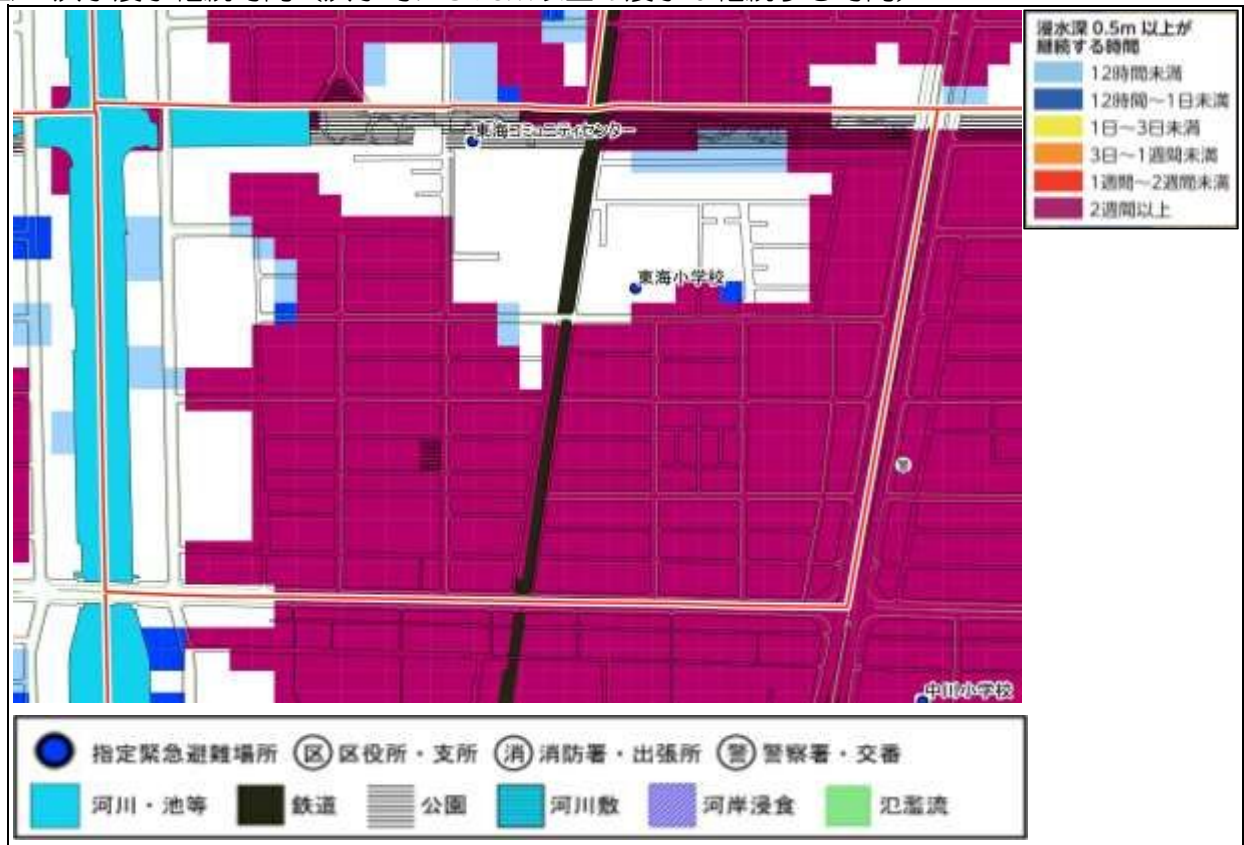 浸水深 0.5m 以上が
継続する時間
12時間未満
12時間～1日未満
1日～3日未満
3日～1週間未満
1週間～2週間未満
2週間以上
東海コミュニティセンター
東海小学校
警
中川小学校
指定緊急避難場所 区 区役所・支所 消 消防署・出張所 警 警察署・交番
河川・池等 鉄道 公園 河川敷 河岸浸食 氾濫流